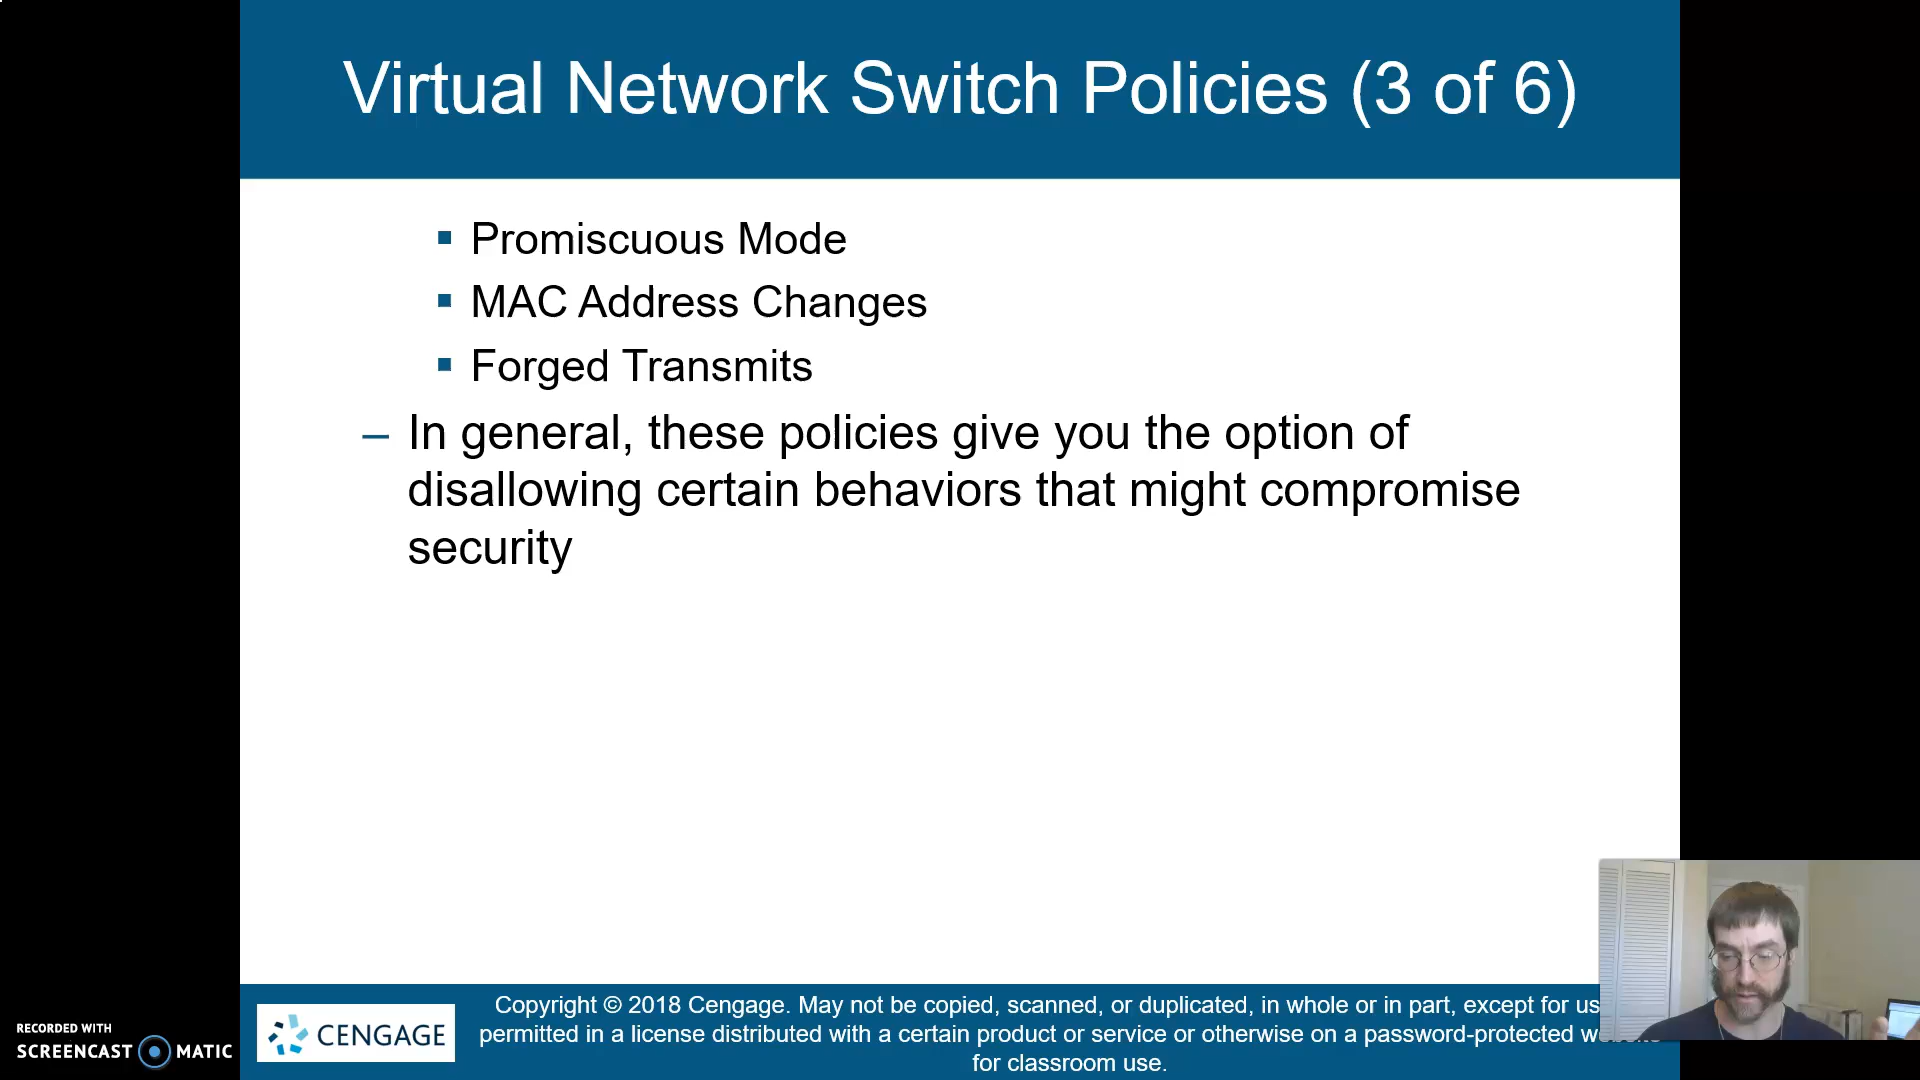 Virtual Network Switch Policies (3 of 6)
Promiscuous Mode
MAC Address Changes
Forged Transmits
– In general, these policies give you the option of
disallowing certain behaviors that might compromise
security
Copyright © 2018 Cengage. May not be copied, scanned, or duplicated, in whole or in part, except for us
permitted in a license distributed with a certain product or service or otherwise on a password-protected
for classroom use.
CENGAGE
RECORDED WITH
SCREENCAST MATIC